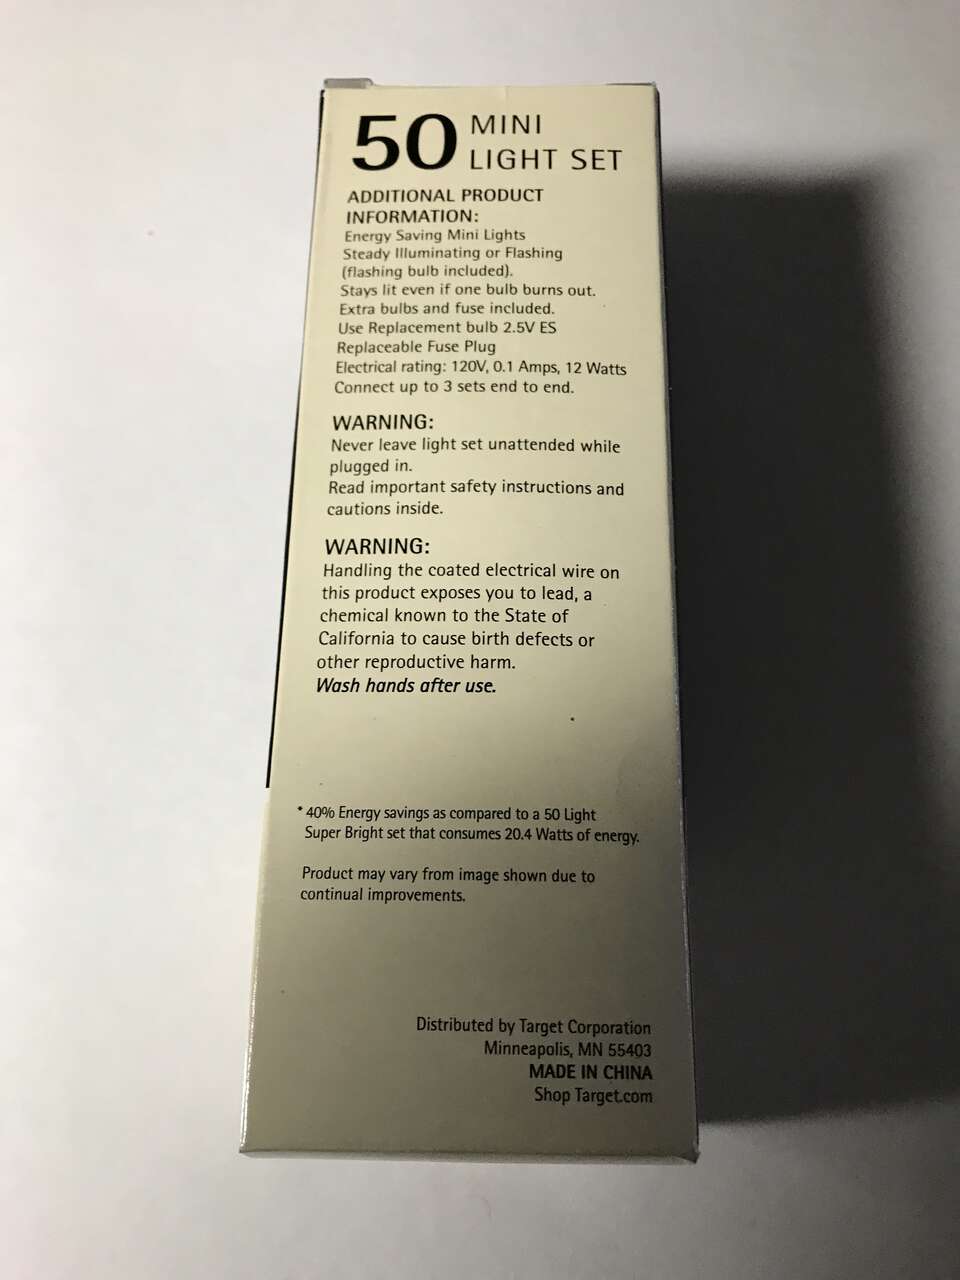 50 MINI
LIGHT SET
ADDITIONAL PRODUCT
INFORMATION:
Energy Saving Mini Lights
Steady Illuminating or Flashing
(flashing bulb included).
Stays lit even if one bulb burns out.
Extra bulbs and fuse included.
Use Replacement bulb 2.5V ES
Replaceable Fuse Plug
Electrical rating: 120V, 0.1 Amps, 12 Watts
Connect up to 3 sets end to end.
WARNING:
Never leave light set unattended while
plugged in.
Read important safety instructions and
cautions inside.
WARNING:
Handling the coated electrical wire on
this product exposes you to lead, a
chemical known to the State of
California to cause birth defects or
other reproductive harm.
Wash hands after use.
* 40% Energy savings as compared to a 50 Light
Super Bright set that consumes 20.4 Watts of energy.
Product may vary from image shown due to
continual improvements.
Distributed by Target Corporation
Minneapolis, MN 55403
MADE IN CHINA
Shop Target.com